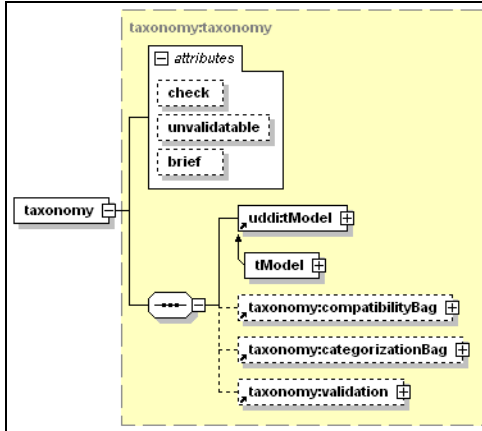 taxonomy:taxonomy
attributes
check
unvalidatable
brief
taxonomy
uddi:tModel
tModel
taxonomy:compatibilityBag
taxonomy:categorizationBag
taxonomy:validation